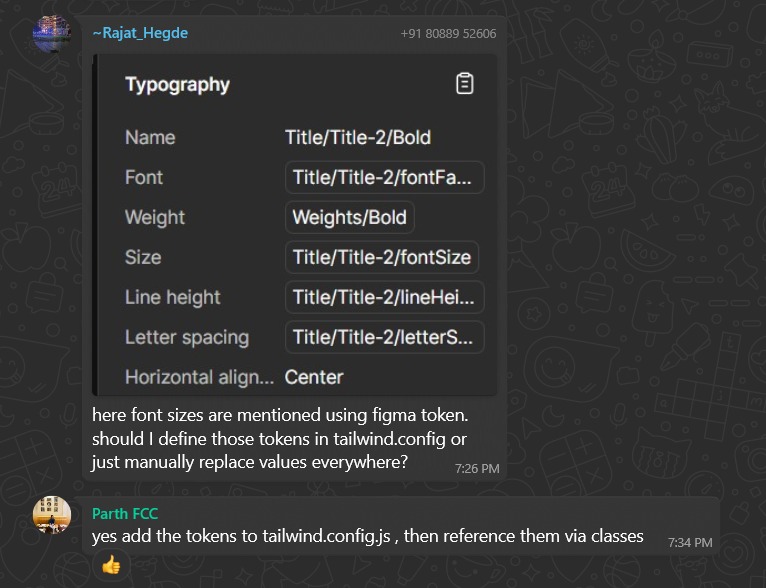 ~Rajat_Hegde +91 80889 52606
Typography
Name Title/Title-2/Bold
Font Title/Title-2/fontFa...
Weight Weights/Bold
Size Title/Title-2/fontSize
Line height Title/Title-2/lineHei...
Letter spacing Title/Title-2/letterS...
Horizontal align... Center
here font sizes are mentioned using figma token.
should I define those tokens in tailwind.config or
just manually replace values everywhere?
7:26 PM
Parth FCC
yes add the tokens to tailwind.config.js , then reference them via classes
7:34 PM